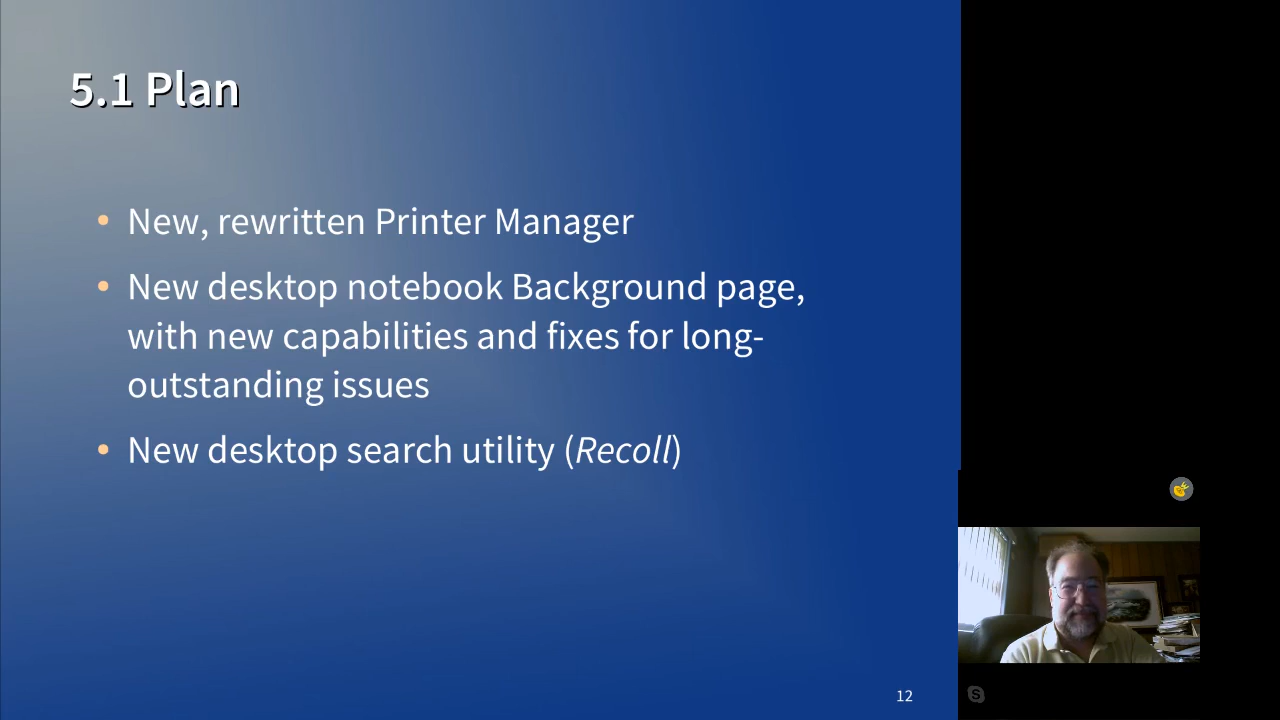 5.1 Plan
• New, rewritten Printer Manager
• New desktop notebook Background page,
with new capabilities and fixes for long-
outstanding issues
• New desktop search utility (Recoll)
12